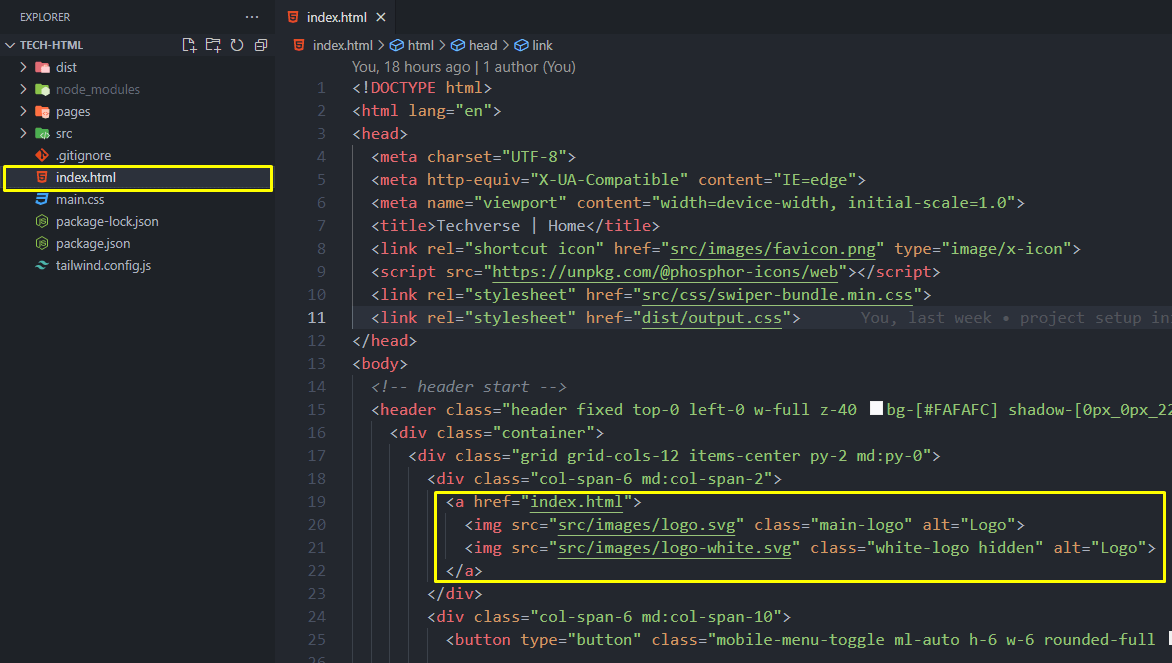 EXPLORER
···
index.html
TECH-HTML
dist
node_modules
pages
src
.gitignore
index.html
main.css
package-lock.json
package.json
tailwind.config.js
index.html > html > head > link
You, 18 hours ago | 1 author (You)
1 <!DOCTYPE html>
2 <html lang="en">
3 <head>
4 <meta charset="UTF-8">
5 <meta http-equiv="X-UA-Compatible" content="IE=edge">
6 <meta name="viewport" content="width=device-width, initial-scale=1.0">
7 <title>Techverse | Home</title>
8 <link rel="shortcut icon" href="src/images/favicon.png" type="image/x-icon">
9 <script src="https://unpkg.com/@phosphor-icons/web"></script>
10 <link rel="stylesheet" href="src/css/swiper-bundle.min.css">
11 <link rel="stylesheet" href="dist/output.css"> You, last week • project setup in
12 </head>
13 <body>
14 <!-- header start -->
15 <header class="header fixed top-0 left-0 w-full z-40 bg-[#FAFAFC] shadow-[0px_0px_22
16 <div class="container">
17 <div class="grid grid-cols-12 items-center py-2 md:py-0">
18 <div class="col-span-6 md:col-span-2">
19 <a href="index.html">
20 <img src="src/images/logo.svg" class="main-logo" alt="Logo">
21 <img src="src/images/logo-white.svg" class="white-logo hidden" alt="Logo">
22 </a>
23 </div>
24 <div class="col-span-6 md:col-span-10">
25 <button type="button" class="mobile-menu-toggle ml-auto h-6 w-6 rounded-full